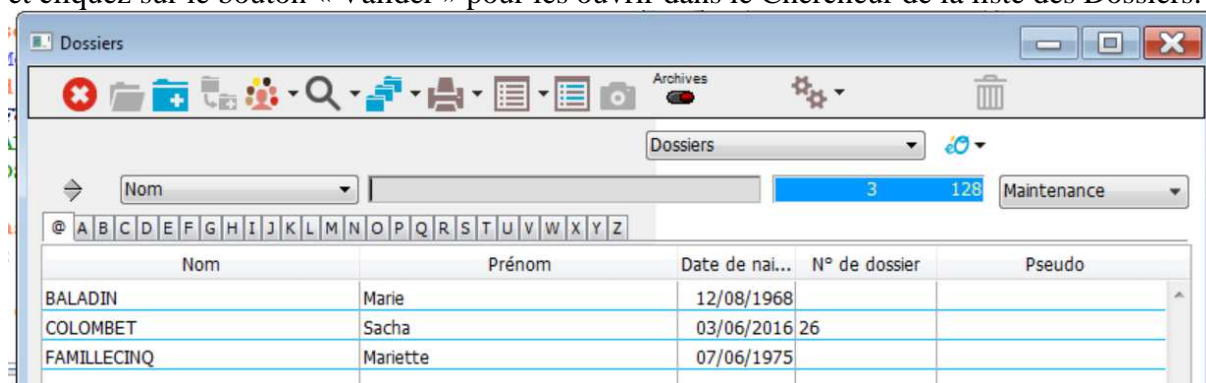 et cliquez sur le bouton « Valider » pour les ouvrir dans le Chercheur de la liste des Dossiers.
Dossiers
Archives
Dossiers
éO
Nom 3 128 Maintenance
@ A B C D E F G H I J K L M N O P Q R S T U V W X Y Z
Nom Prénom Date de nai... N° de dossier Pseudo
BALADIN Marie 12/08/1968
COLOMBET Sacha 03/06/2016 26
FAMILLECINQ Mariette 07/06/1975